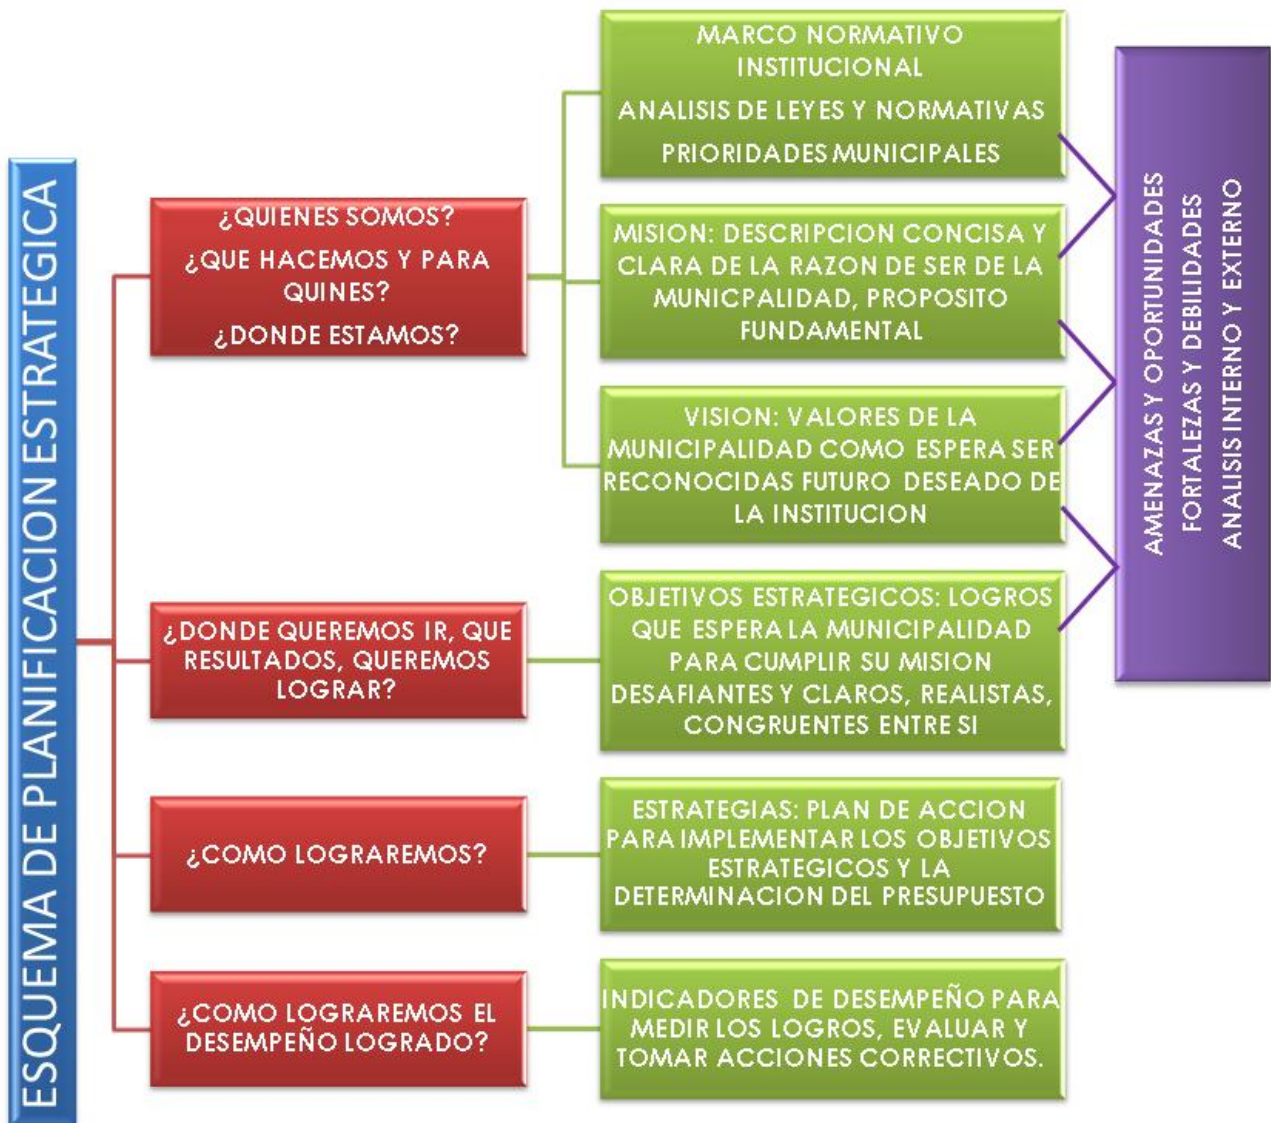 ESQUEMA DE PLANIFICACION ESTRATEGICA
¿QUIENES SOMOS?
¿QUE HACEMOS Y PARA
QUINES?
¿DONDE ESTAMOS?
MARCO NORMATIVO
INSTITUCIONAL
ANALISIS DE LEYES Y NORMATIVAS
PRIORIDADES MUNICIPALES
MISION: DESCRIPCION CONCISA Y
CLARA DE LA RAZON DE SER DE LA
MUNICPALIDAD, PROPOSITO
FUNDAMENTAL
VISION: VALORES DE LA
MUNICIPALIDAD COMO ESPERA SER
RECONOCIDAS FUTURO DESEADO DE
LA INSTITUCION
¿DONDE QUEREMOS IR, QUE
RESULTADOS, QUEREMOS
LOGRAR?
OBJETIVOS ESTRATEGICOS: LOGROS
QUE ESPERA LA MUNICIPALIDAD
PARA CUMPLIR SU MISION
DESAFIANTES Y CLAROS, REALISTAS,
CONGRUENTES ENTRE SI
¿COMO LOGRAREMOS?
ESTRATEGIAS: PLAN DE ACCION
PARA IMPLEMENTAR LOS OBJETIVOS
ESTRATEGICOS Y LA
DETERMINACION DEL PRESUPUESTO
¿COMO LOGRAREMOS EL
DESEMPEÑO LOGRADO?
INDICADORES DE DESEMPEÑO PARA
MEDIR LOS LOGROS, EVALUAR Y
TOMAR ACCIONES CORRECTIVOS.
AMENAZAS Y OPORTUNIDADES
FORTALEZAS Y DEBILIDADES
ANALISIS INTERNO Y EXTERNO